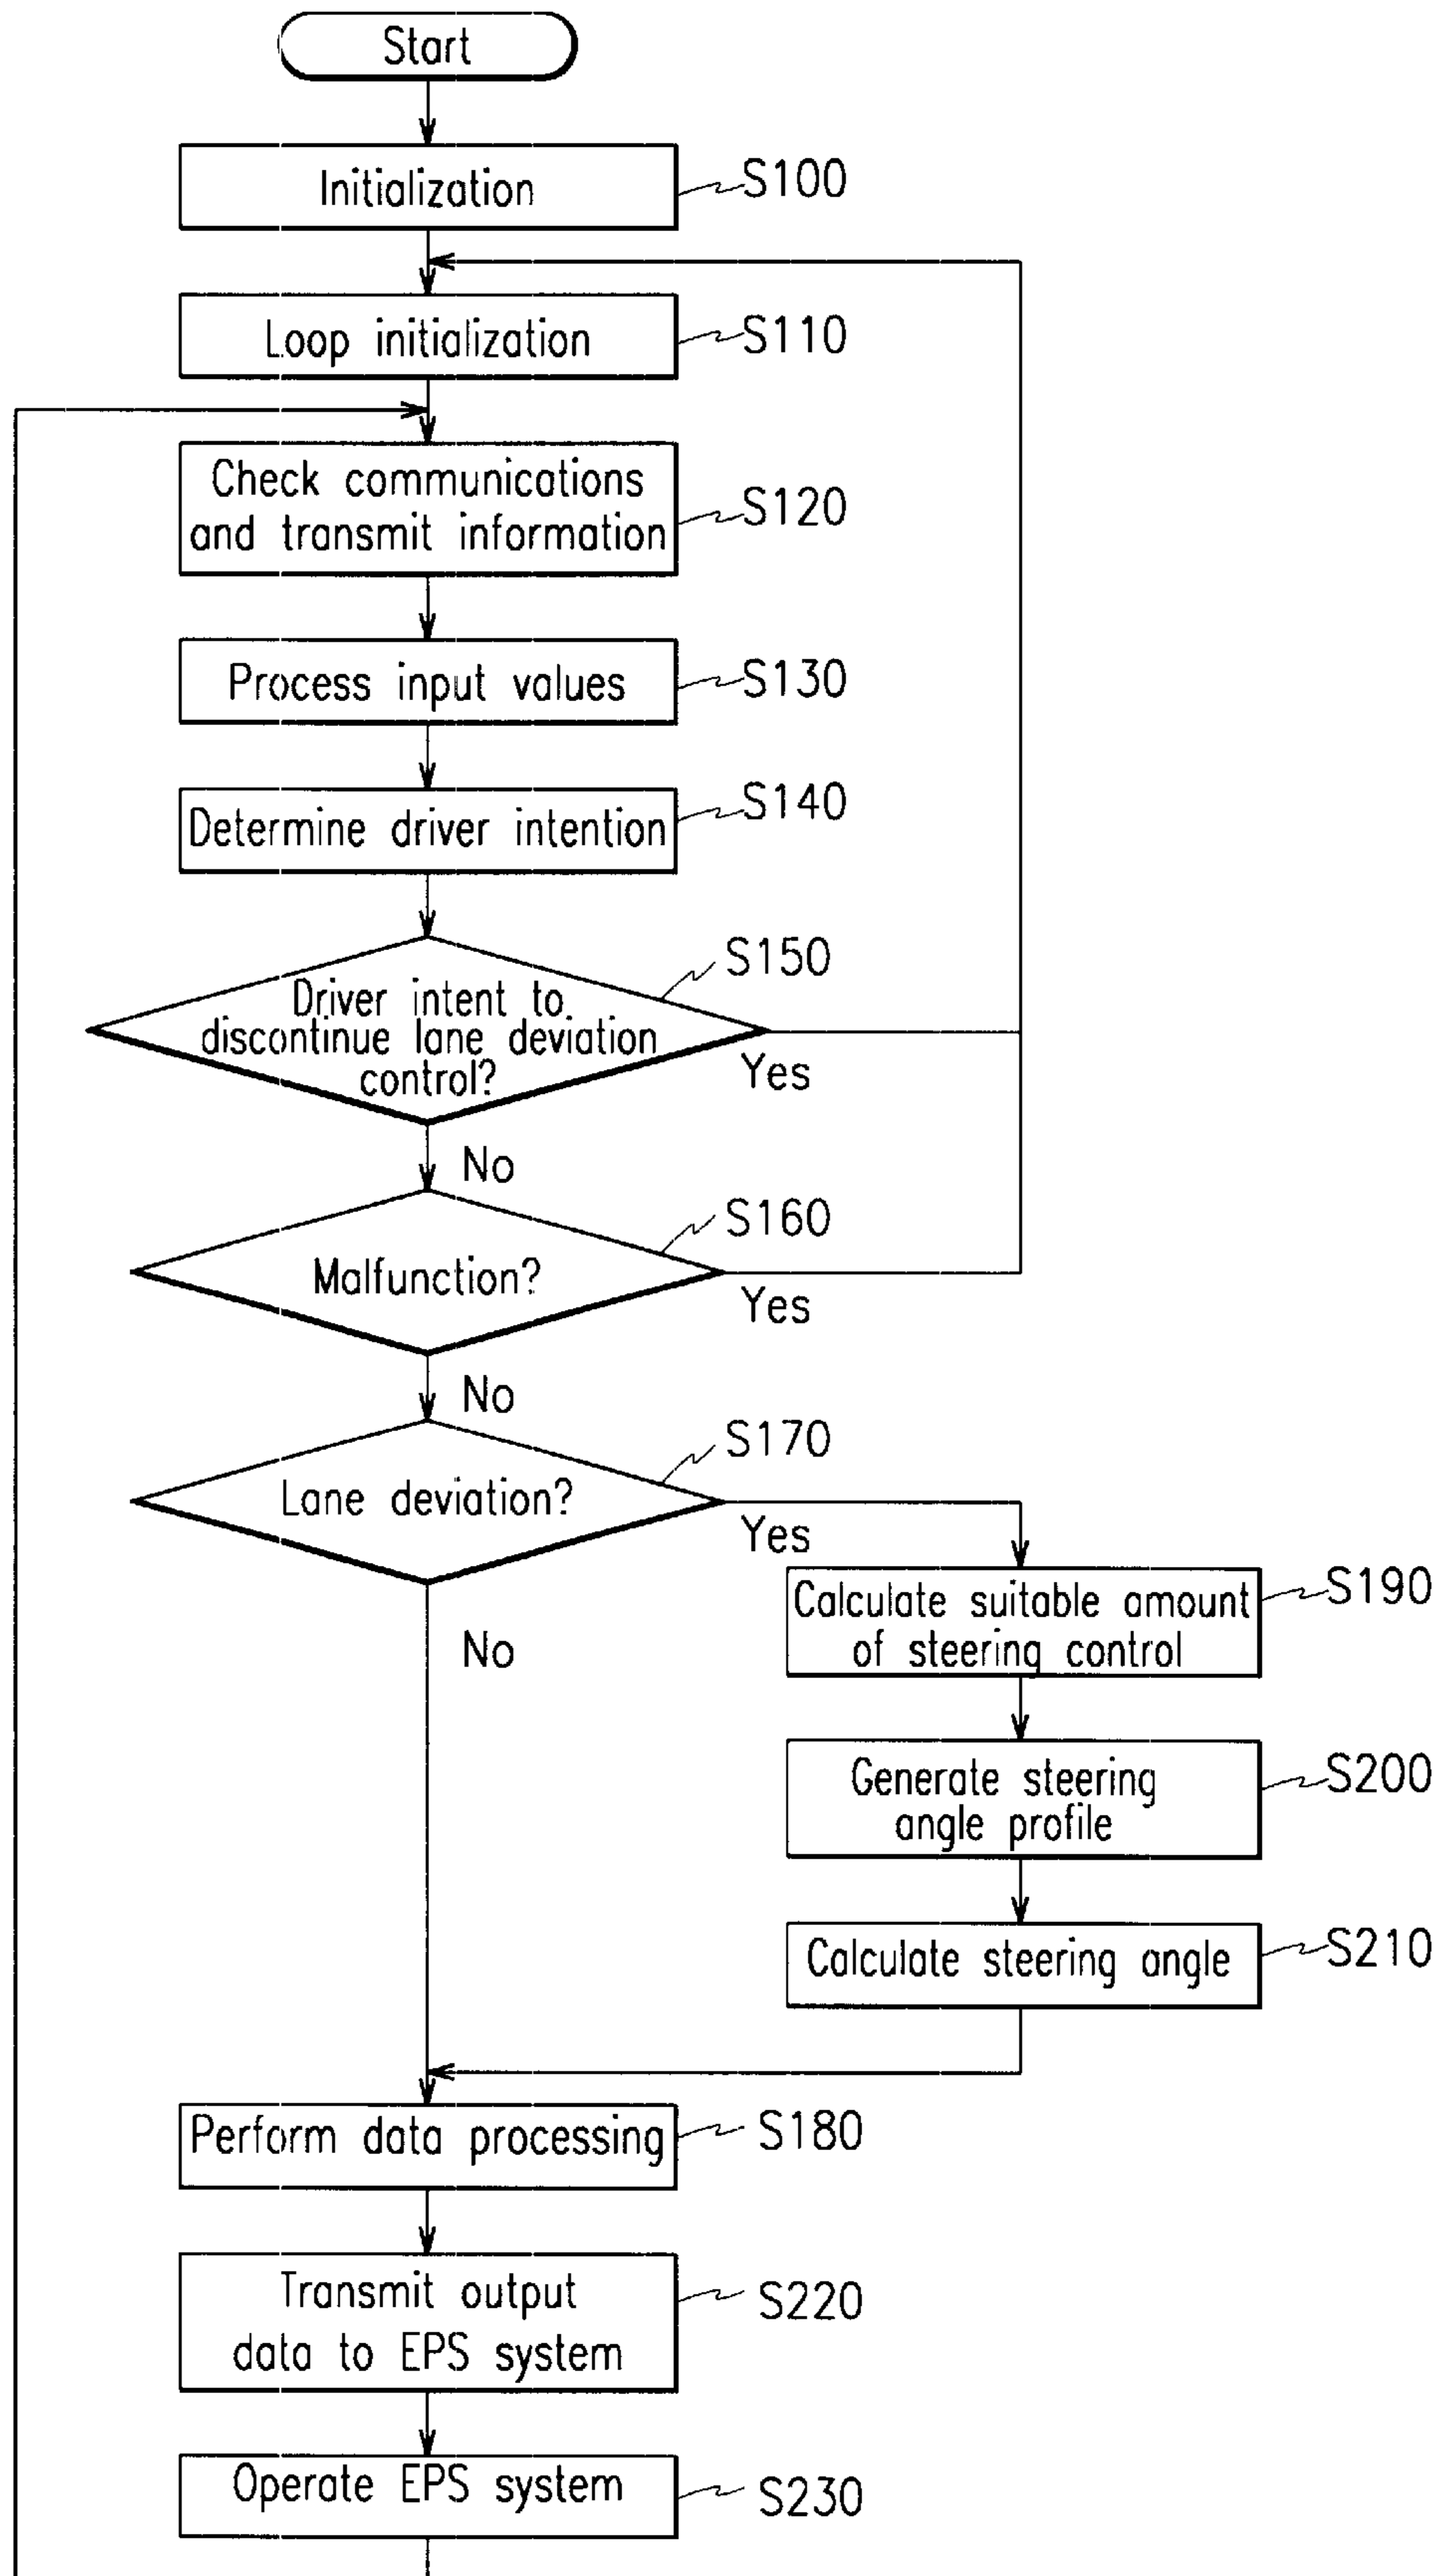 Start
Initialization
S100
Loop initialization
S110
Check communications
and transmit information
S120
Process input values
S130
Determine driver intention
S140
S150
Driver intent to
discontinue lane deviation
control?
Yes
No
S160
Malfunction?
Yes
No
S170
Lane deviation?
Yes
No
Calculate suitable amount
of steering control
S190
Generate steering
angle profile
S200
Calculate steering angle
S210
Perform data processing
S180
Transmit output
data to EPS system
S220
Operate EPS system
S230